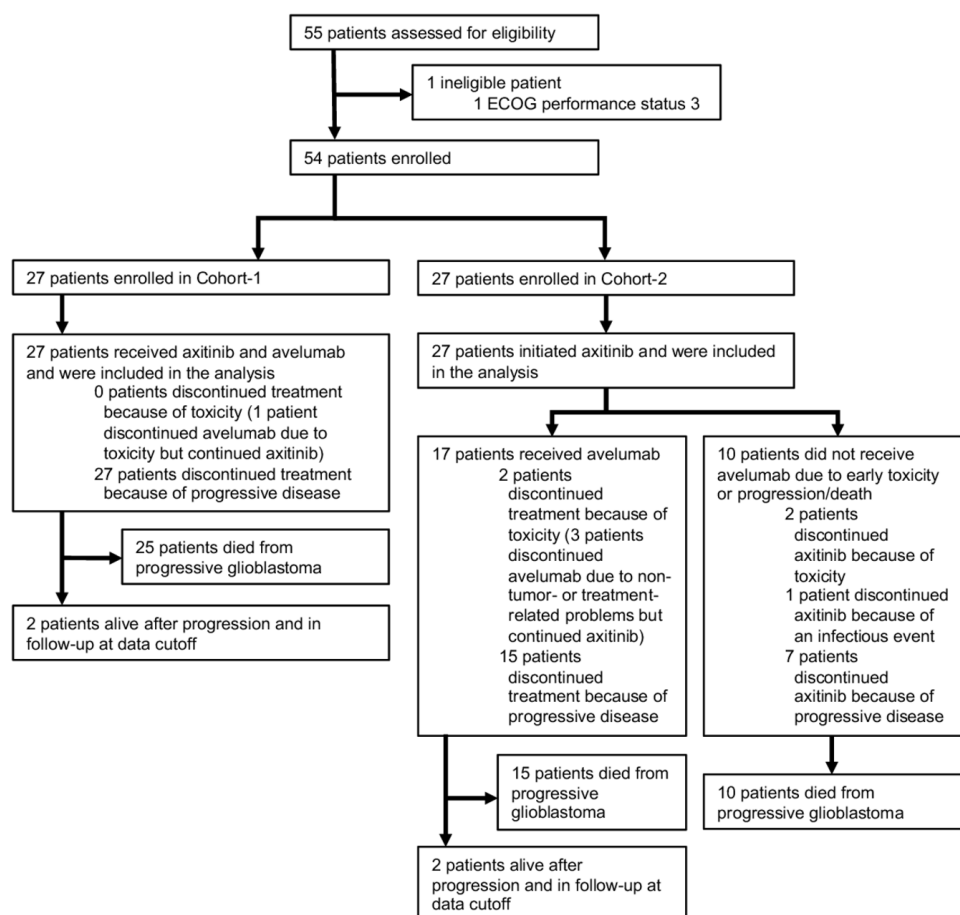 55 patients assessed for eligibility
1 ineligible patient
1 ECOG performance status 3
54 patients enrolled
27 patients enrolled in Cohort-1
27 patients enrolled in Cohort-2
27 patients received axitinib and avelumab
and were included in the analysis
0 patients discontinued treatment
because of toxicity (1 patient
discontinued avelumab due to
toxicity but continued axitinib)
27 patients discontinued treatment
because of progressive disease
27 patients initiated axitinib and were included
in the analysis
17 patients received avelumab
2 patients
discontinued
treatment because of
toxicity (3 patients
discontinued
avelumab due to non-
tumor- or treatment-
related problems but
continued axitinib)
15 patients
discontinued
treatment because of
progressive disease
10 patients did not receive
avelumab due to early toxicity
or progression/death
2 patients
discontinued
axitinib because of
toxicity
1 patient discontinued
axitinib because of
an infectious event
7 patients
discontinued
axitinib because of
progressive disease
25 patients died from
progressive glioblastoma
2 patients alive after progression and in
follow-up at data cutoff
15 patients died from
progressive
glioblastoma
10 patients died from
progressive glioblastoma
2 patients alive after
progression and in follow-up at
data cutoff